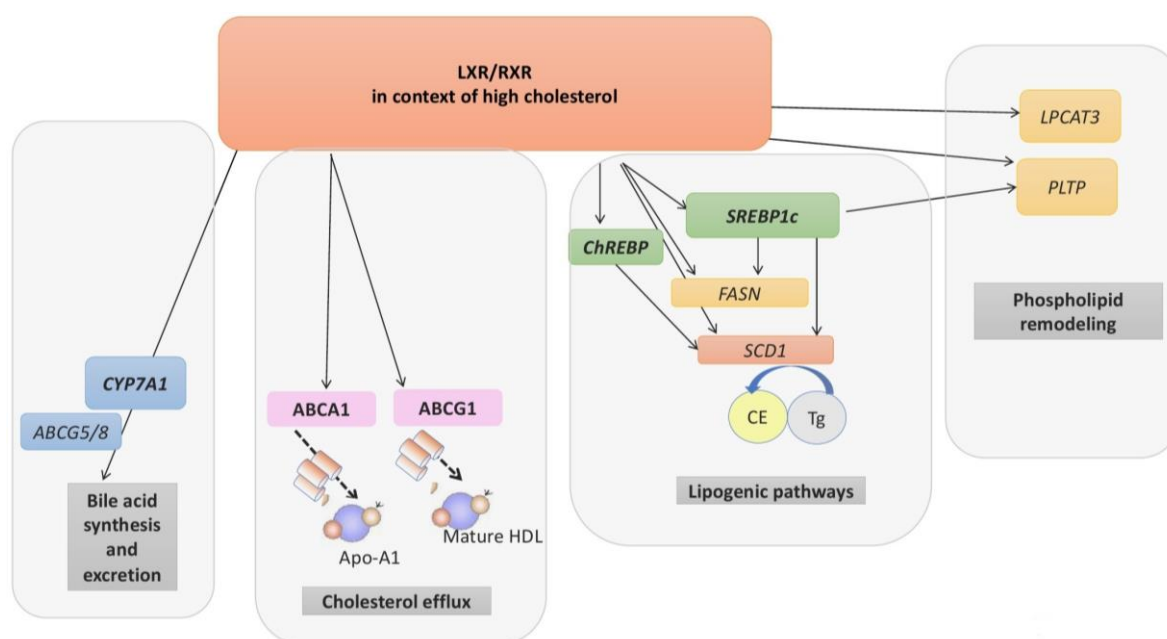 LXR/RXR
in context of high cholesterol
CYP7A1
ABCG5/8
Bile acid
synthesis
and
excretion
ABCA1
ABCG1
Apo-A1
Mature HDL
Cholesterol efflux
SREBP1c
ChREBP
FASN
SCD1
CE
Tg
Lipogenic pathways
LPCAT3
PLTP
Phospholipid
remodeling